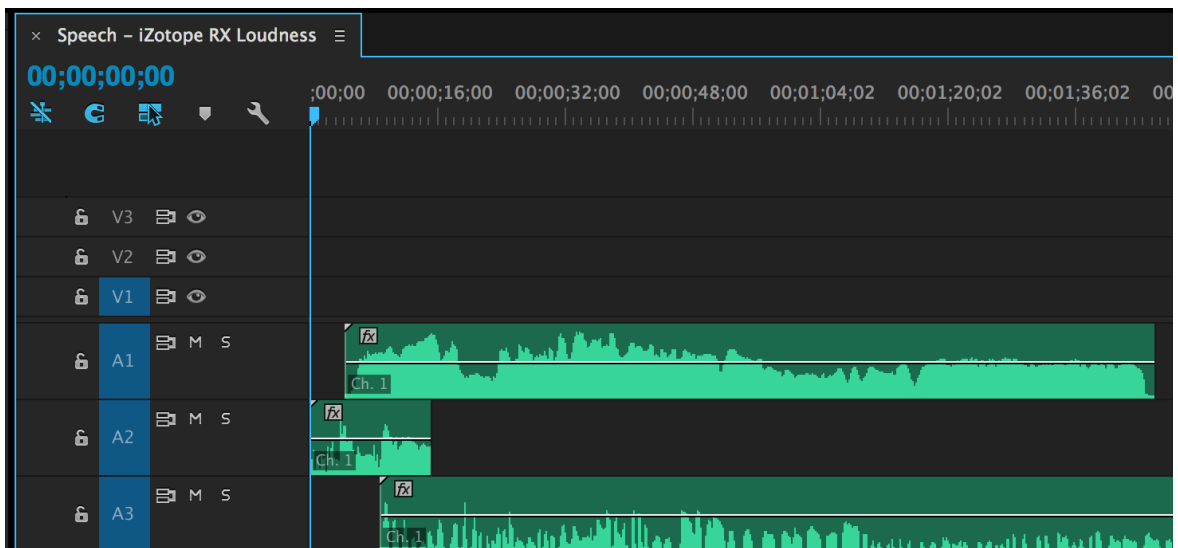 × Speech – iZotope RX Loudness ≡
00;00;00;00
;00;00 00;00;16;00 00;00;32;00 00;00;48;00 00;01;04;02 00;01;20;02 00;01;36;02 00
V3
V2
V1
fx
M S
A1
Ch. 1
fx
M S
A2
Ch. 1
fx
M S
A3
Ch. 1